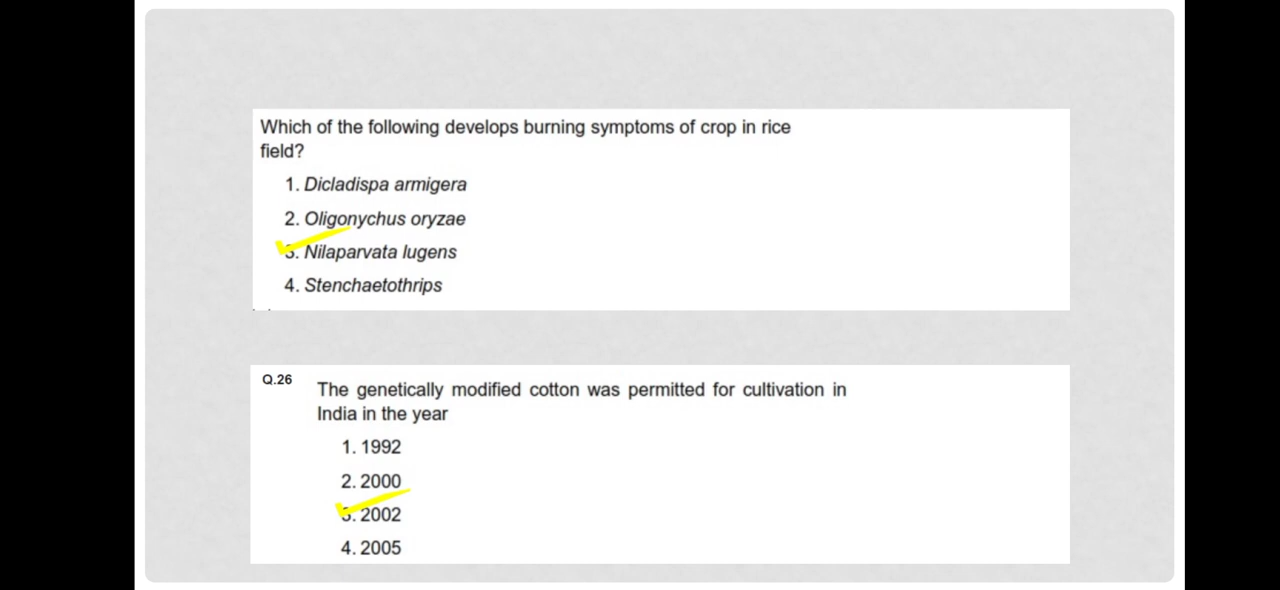 Which of the following develops burning symptoms of crop in rice
field?
1. Dicladispa armigera
2. Oligonychus oryzae
3. Nilaparvata lugens
4. Stenchaetothrips
Q.26
The genetically modified cotton was permitted for cultivation in
India in the year
1. 1992
2. 2000
3. 2002
4. 2005